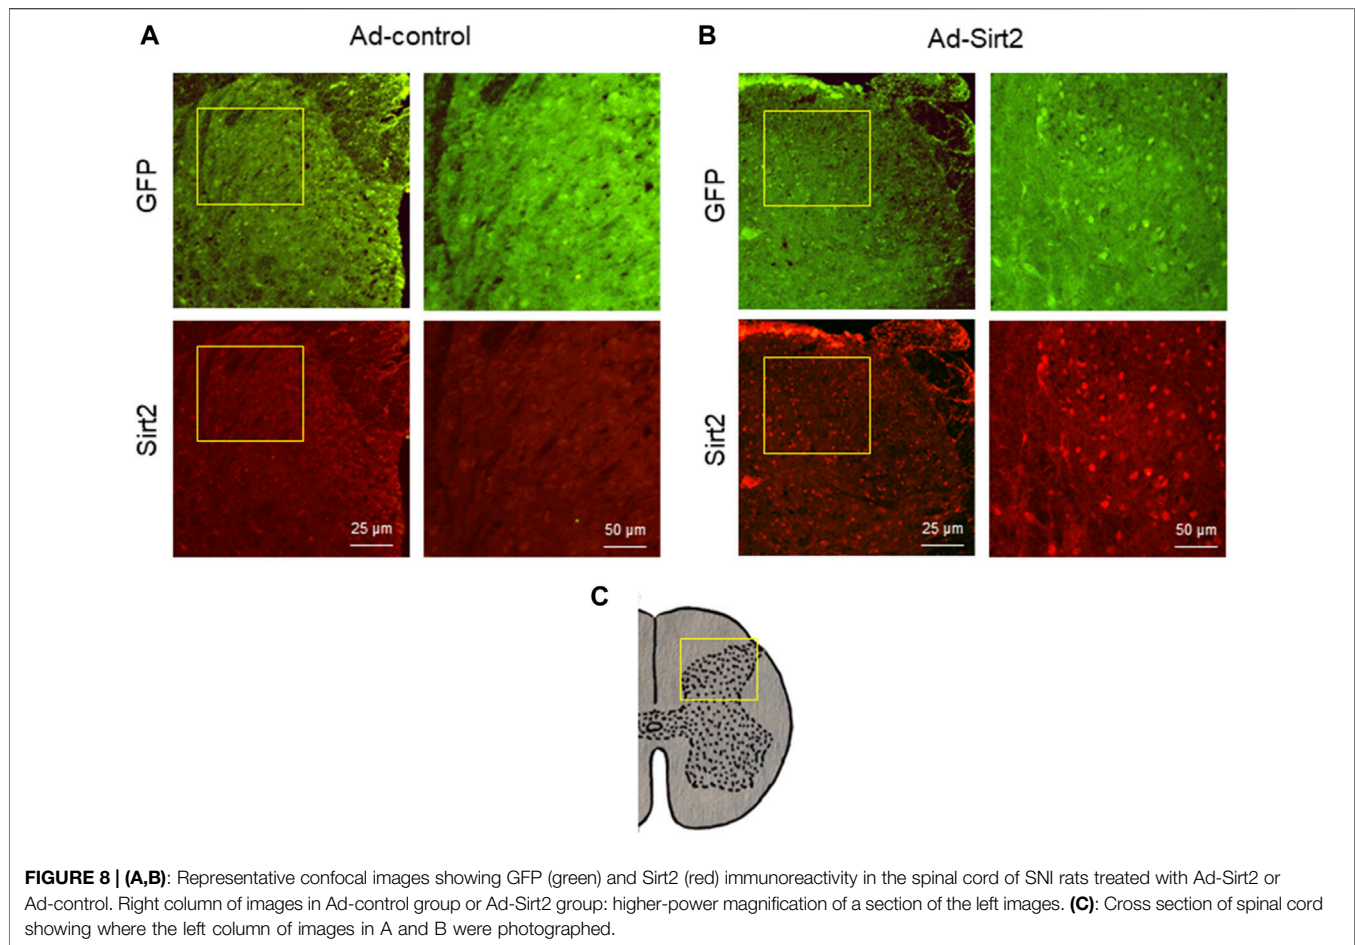 A
Ad-control
B
Ad-Sirt2
GFP
GFP
Sirt2
Sirt2
25 µm
50 µm
25 µm
50 µm
C
FIGURE 8 | (A,B): Representative confocal images showing GFP (green) and Sirt2 (red) immunoreactivity in the spinal cord of SNI rats treated with Ad-Sirt2 or
Ad-control. Right column of images in Ad-control group or Ad-Sirt2 group: higher-power magnification of a section of the left images. (C): Cross section of spinal cord
showing where the left column of images in A and B were photographed.